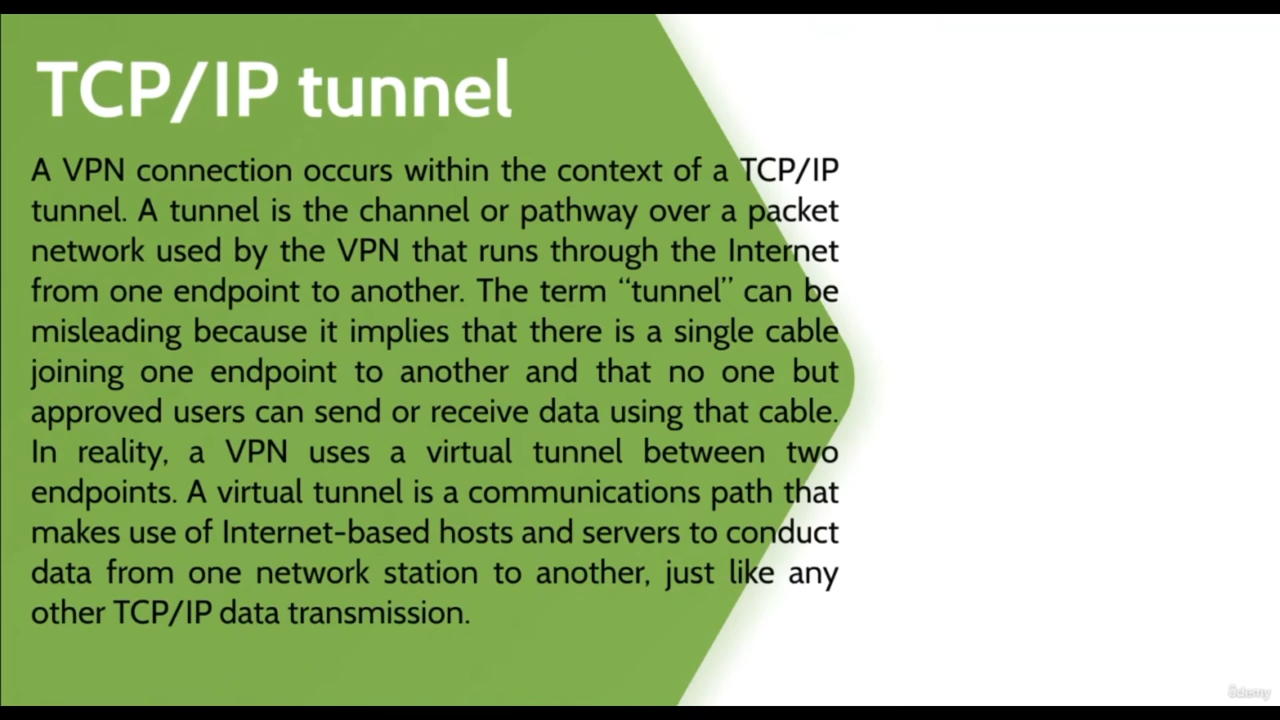 TCP/IP tunnel
A VPN connection occurs within the context of a TCP/IP
tunnel. A tunnel is the channel or pathway over a packet
network used by the VPN that runs through the Internet
from one endpoint to another. The term “tunnel” can be
misleading because it implies that there is a single cable
joining one endpoint to another and that no one but
approved users can send or receive data using that cable.
In reality, a VPN uses a virtual tunnel between two
endpoints. A virtual tunnel is a communications path that
makes use of Internet-based hosts and servers to conduct
data from one network station to another, just like any
other TCP/IP data transmission.
ûdemy